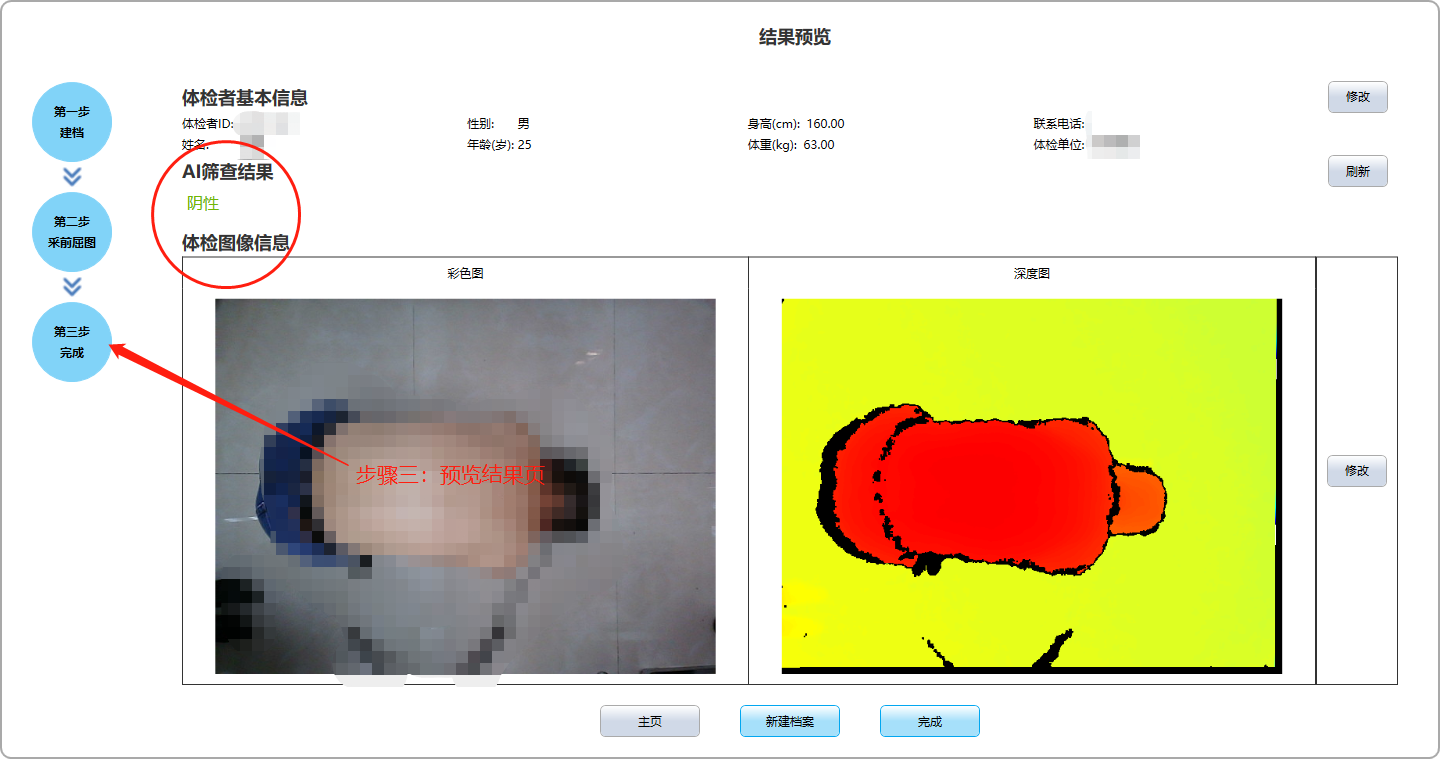 结果预览
体检者基本信息
修改
第一步
建档
体检者ID:
性别: 男
身高(cm): 160.00
联系电话:
姓名:
年龄(岁): 25
体重(kg): 63.00
体检单位:
AI筛查结果
刷新
阴性
第二步
采前屈图
体检图像信息
彩色图
深度图
第三步
完成
步骤三：预览结果页
修改
主页
新建档案
完成